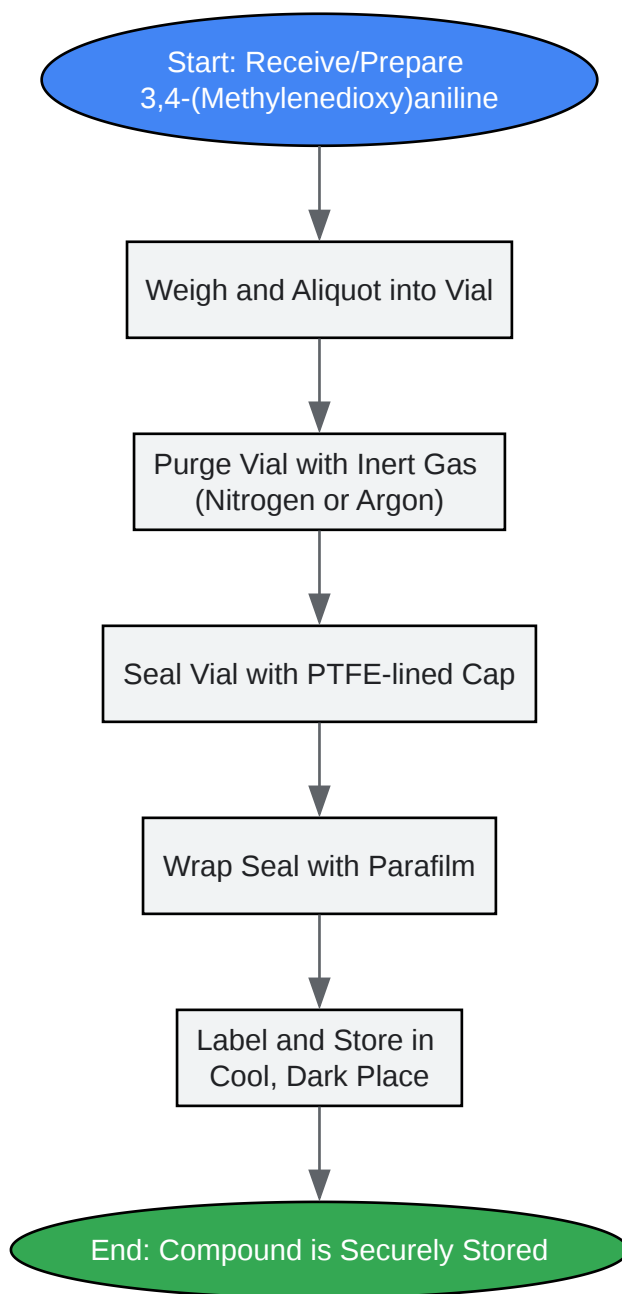 Start: Receive/Prepare
3,4-(Methylenedioxy)aniline
Weigh and Aliquot into Vial
Purge Vial with Inert Gas
(Nitrogen or Argon)
Seal Vial with PTFE-lined Cap
Wrap Seal with Parafilm
Label and Store in
Cool, Dark Place
End: Compound is Securely Stored